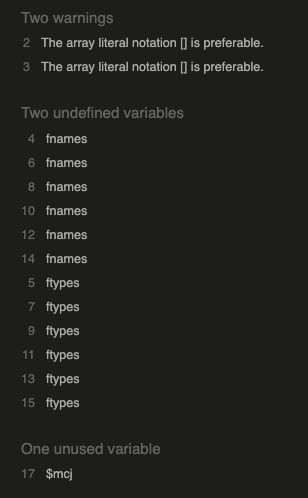 Two warnings
2 The array literal notation [] is preferable.
3 The array literal notation [] is preferable.
Two undefined variables
4 fnames
6 fnames
8 fnames
10 fnames
12 fnames
14 fnames
5 ftypes
7 ftypes
9 ftypes
11 ftypes
13 ftypes
15 ftypes
One unused variable
17 $mcj